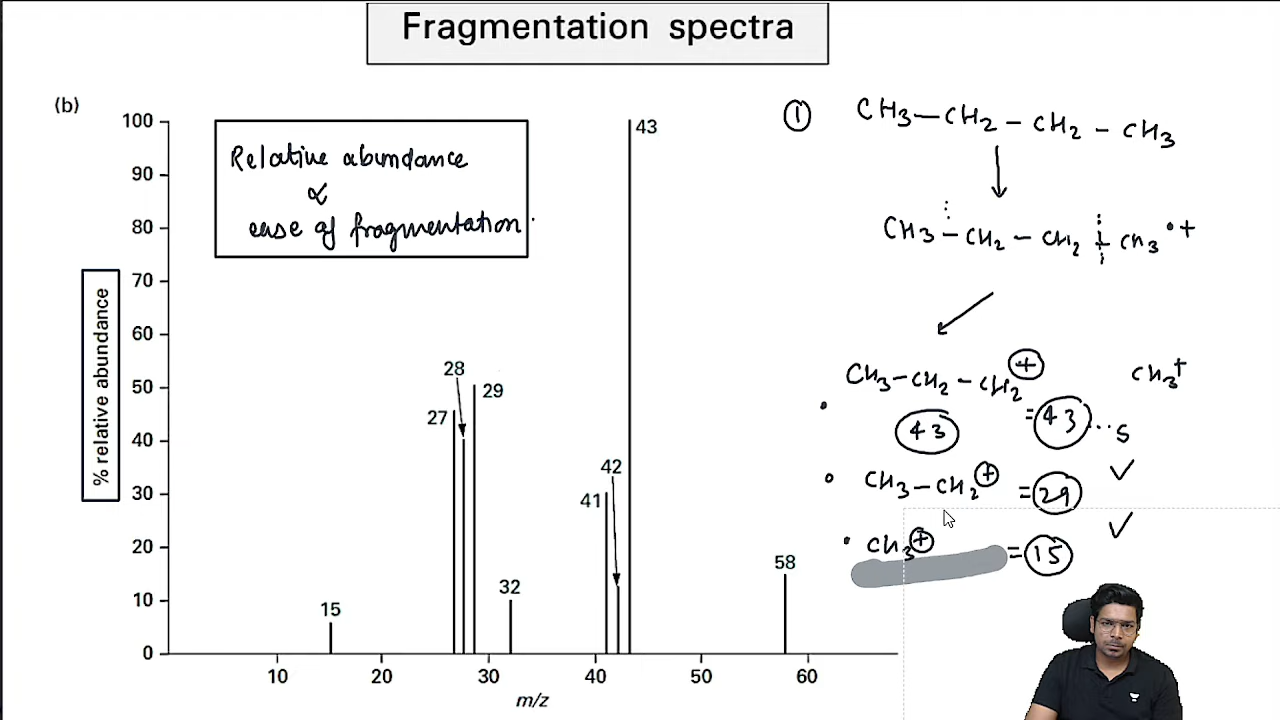 Fragmentation spectra
(b)
% relative abundance
100
90
80
70
60
50
40
30
20
10
0
Relative abundance
∝
ease of fragmentation
15
27
28
29
32
41
42
43
58
10 20 30 40 50 60
m/z
① CH3 — CH2 — CH2 — CH3
CH3 — CH2 — CH2 CH3 •+
CH3 — CH2 — CH2 + CH3+
43 = 43 ... S
• CH3 — CH2 + = 29 ✓
• CH3 + = 15 ✓